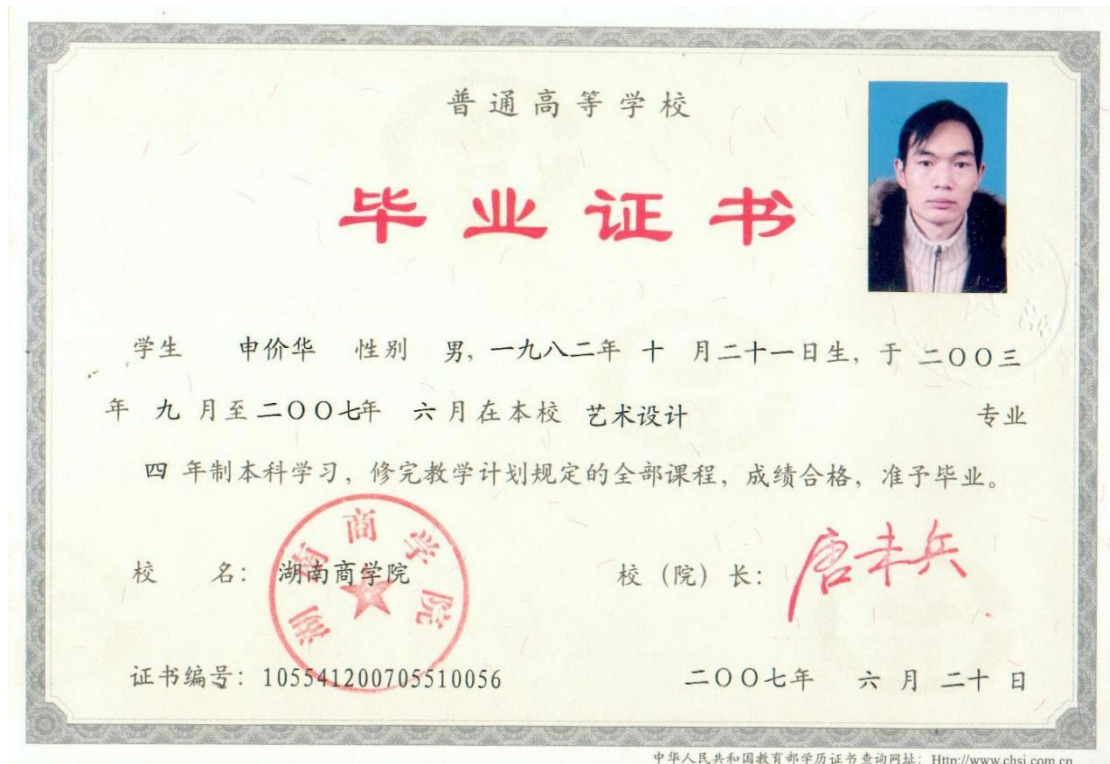 普通高等学校
毕业证书
学生 申价华 性别 男, 一九八二年 十 月二十一日生, 于 二〇〇三
年 九 月至二〇〇七年 六月在本校 艺术设计 专业
四 年制本科学习, 修完教学计划规定的全部课程, 成绩合格, 准予毕业。
校 名: 湖南商学院 校 (院) 长: 唐未兵
湖南商学院
证书编号: 105541200705510056 二〇〇七年 六 月 二十 日
中华人民共和国教育部学历证书查询网址: Http://www.chsi.com.cn